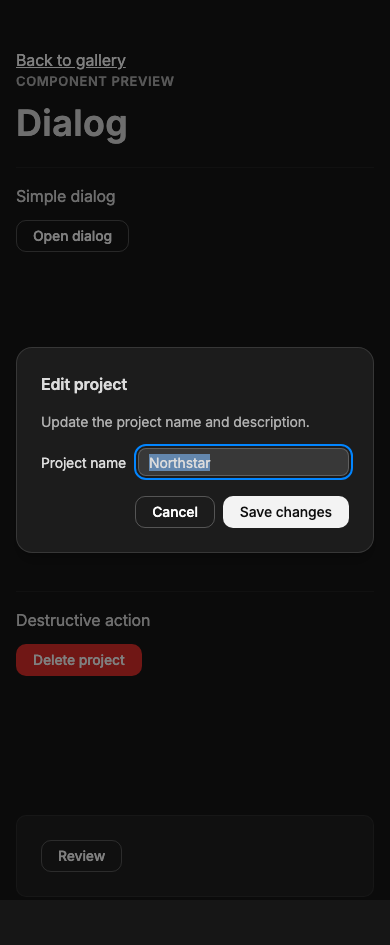 Back to gallery
COMPONENT PREVIEW
Dialog
Simple dialog
Open dialog
Edit project
Update the project name and description.
Project name Northstar
Cancel Save changes
Destructive action
Delete project
Review